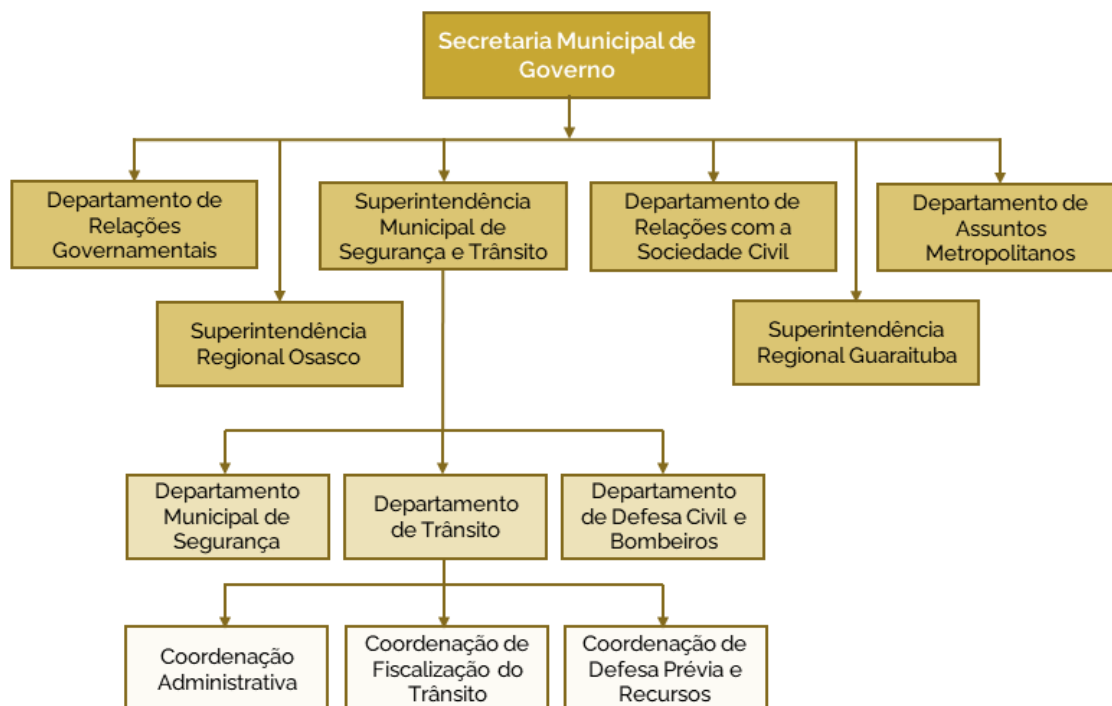 Secretaria Municipal de
Governo
Departamento de
Relações
Governamentais
Superintendência
Municipal de
Segurança e Trânsito
Departamento de
Relações com a
Sociedade Civil
Departamento de
Assuntos
Metropolitanos
Superintendência
Regional Osasco
Superintendência
Regional Guaraituba
Departamento
Municipal de
Segurança
Departamento
de Trânsito
Departamento
de Defesa Civil e
Bombeiros
Coordenação
Administrativa
Coordenação de
Fiscalização do
Trânsito
Coordenação de
Defesa Prévia e
Recursos